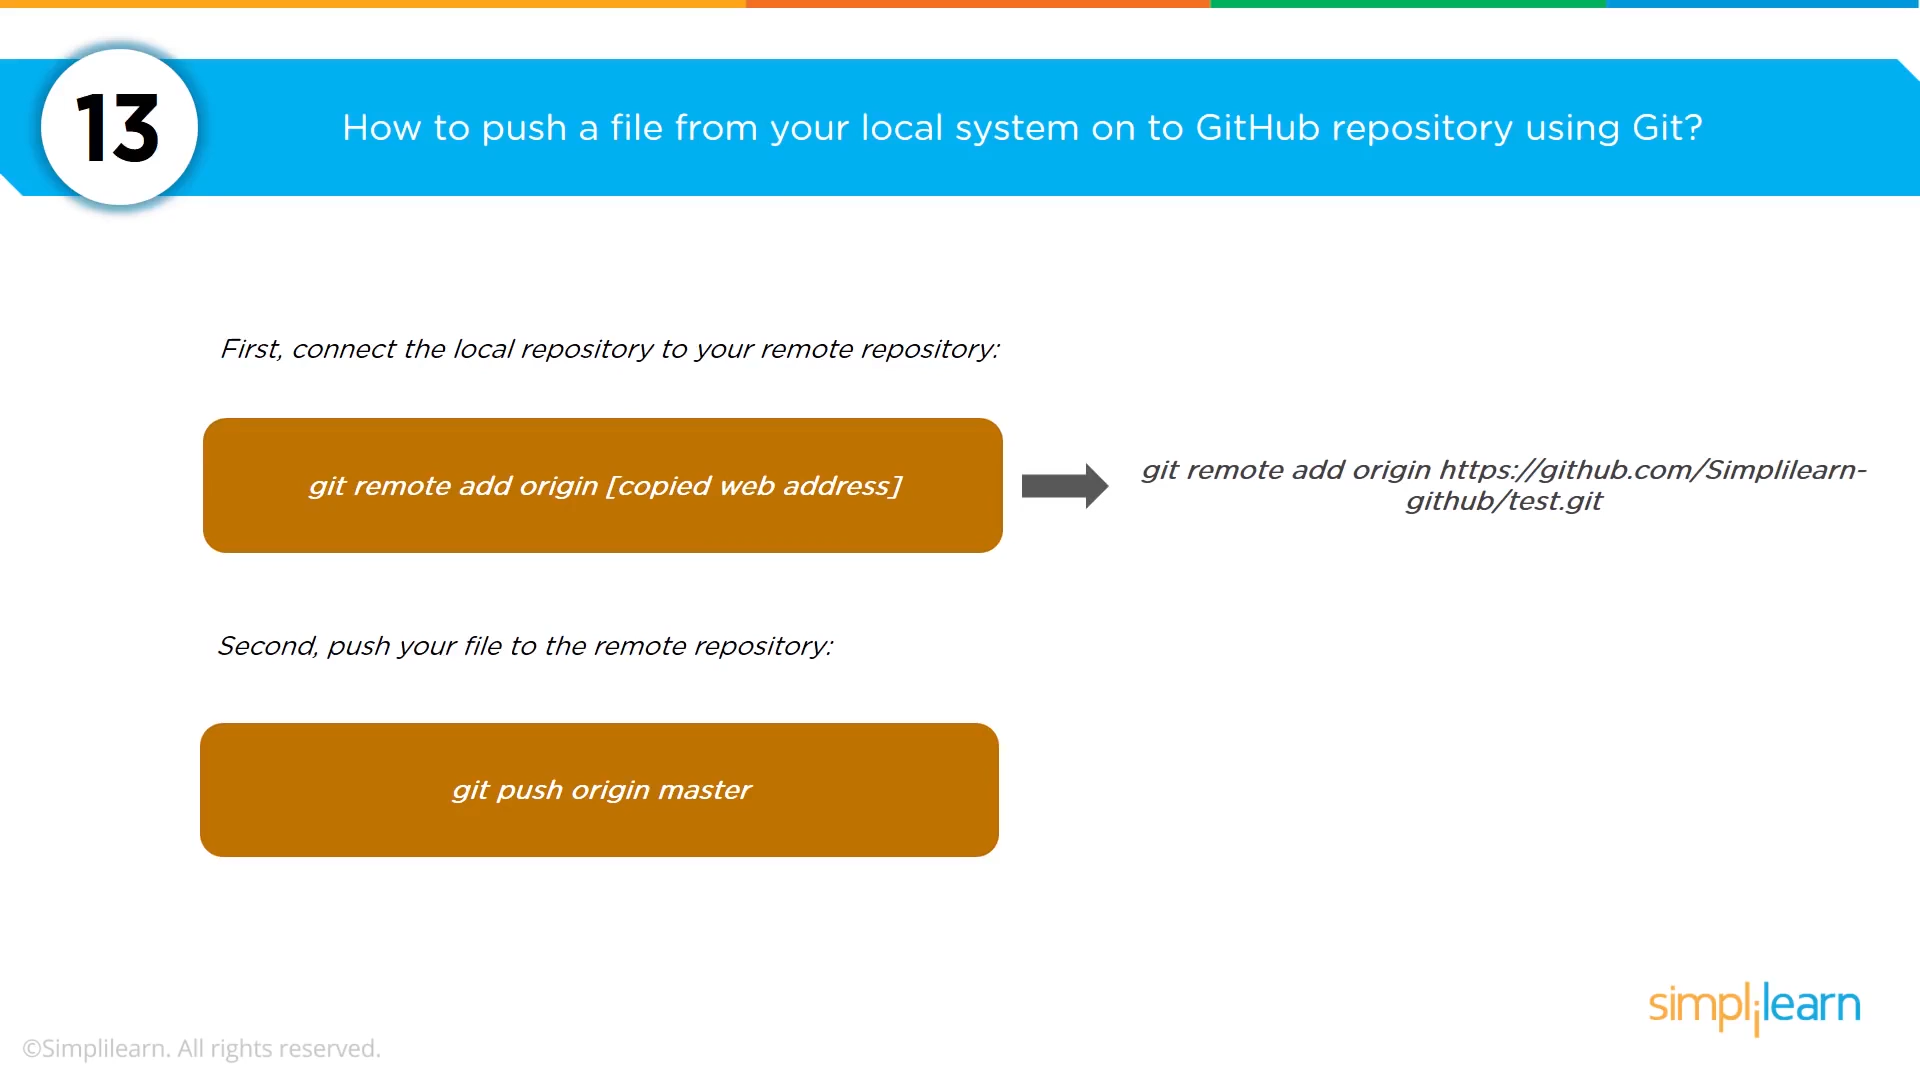 13
How to push a file from your local system on to GitHub repository using Git?
First, connect the local repository to your remote repository:
git remote add origin [copied web address]
git remote add origin https://github.com/Simplilearn-
github/test.git
Second, push your file to the remote repository:
git push origin master
simplilearn
©Simplilearn. All rights reserved.